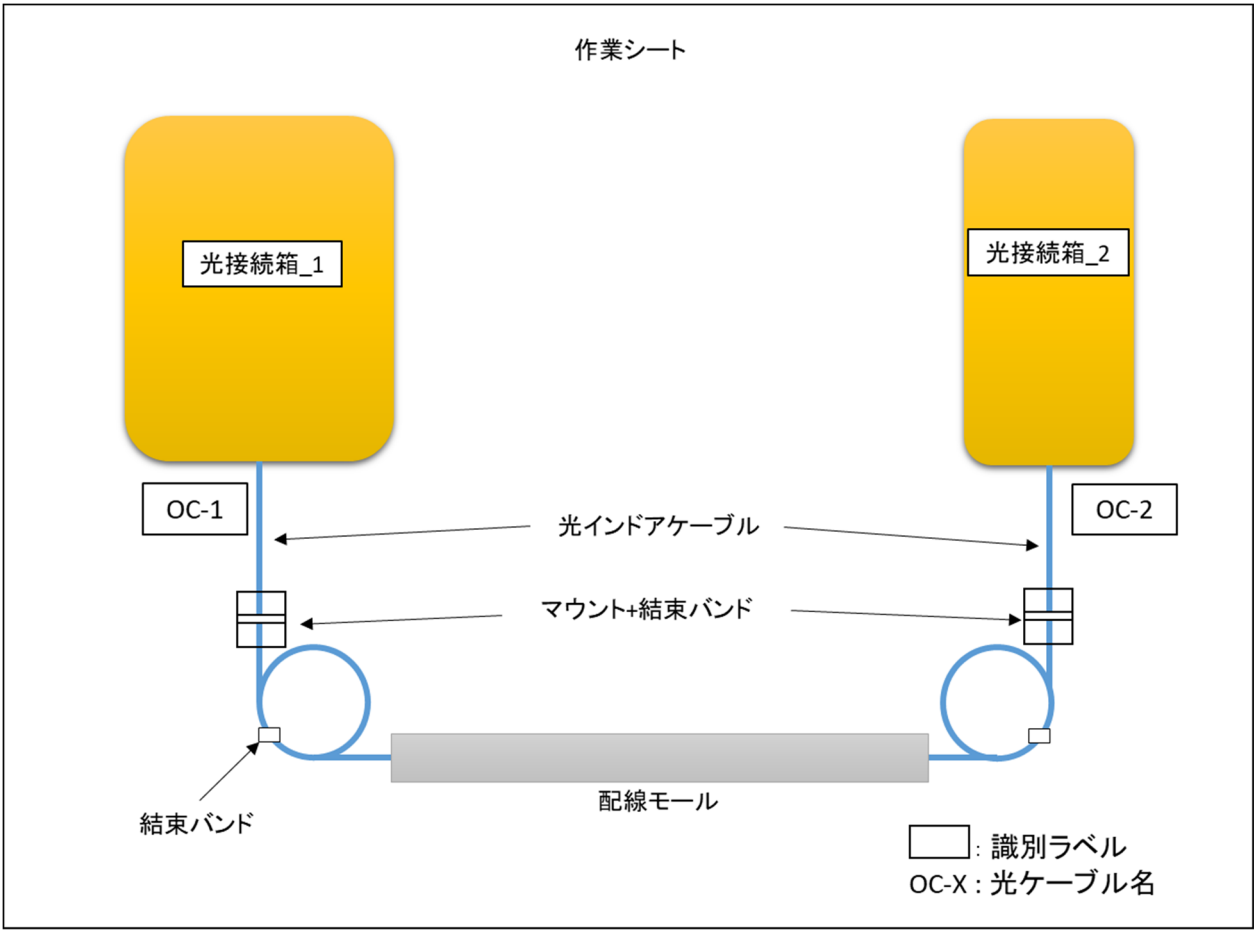 作業シート
光接続箱_1
光接続箱_2
OC-1
OC-2
光インドアケーブル
マウント+結束バンド
配線モール
結束バンド
: 識別ラベル
OC-X : 光ケーブル名